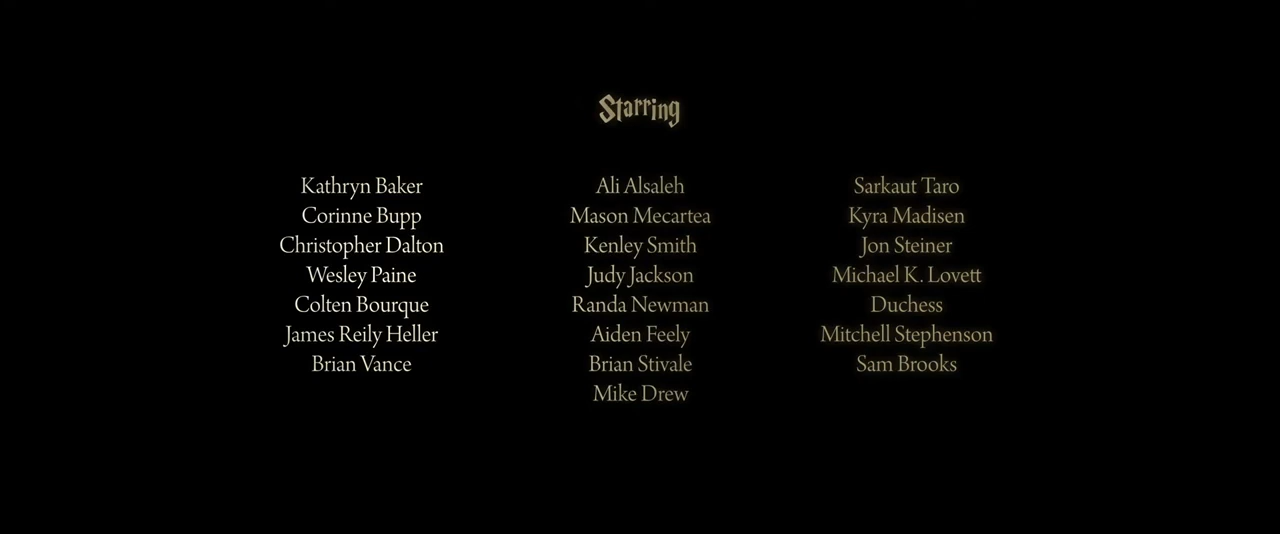 Starring
Kathryn Baker
Corinne Bupp
Christopher Dalton
Wesley Paine
Colten Bourque
James Reily Heller
Brian Vance
Ali Alsaleh
Mason Mecartea
Kenley Smith
Judy Jackson
Randa Newman
Aiden Feely
Brian Stivale
Mike Drew
Sarkaut Taro
Kyra Madisen
Jon Steiner
Michael K. Lovett
Duchess
Mitchell Stephenson
Sam Brooks